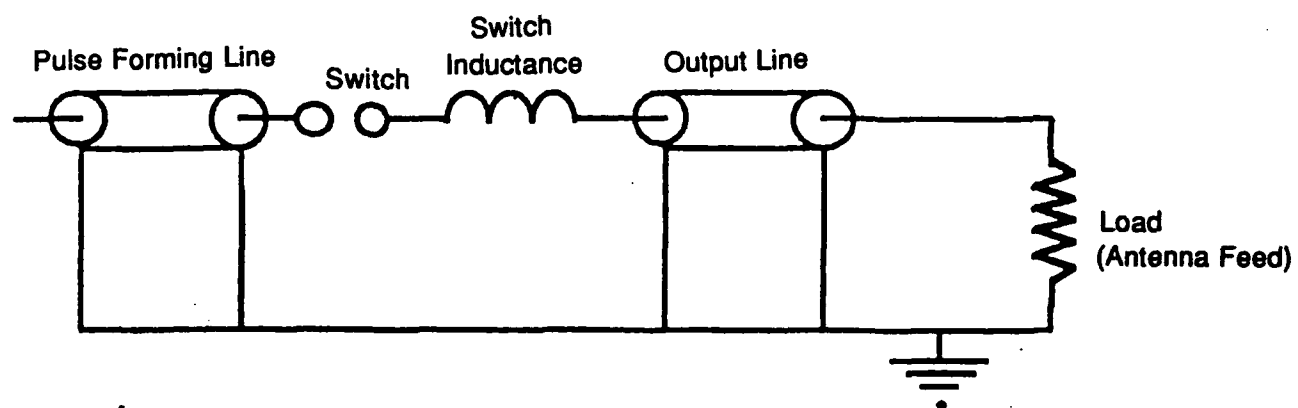 Pulse Forming Line
Switch
Switch
Inductance
Output Line
Load
(Antenna Feed)